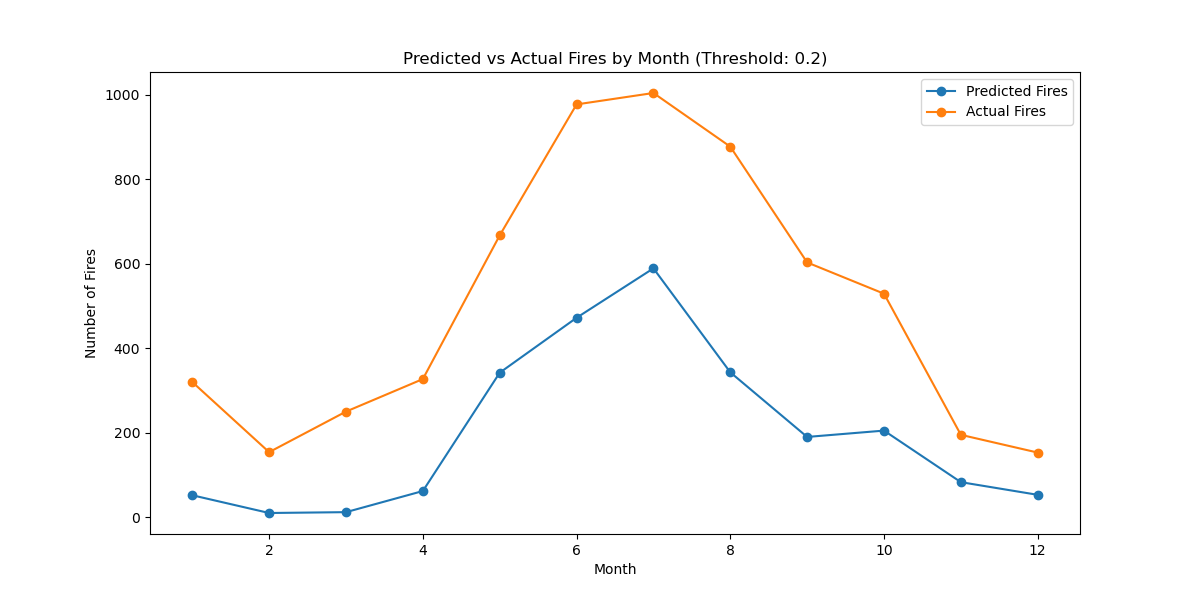 Predicted vs Actual Fires by Month (Threshold: 0.2)
Predicted Fires
Actual Fires
Number of Fires
1000
800
600
400
200
0
2 4 6 8 10 12
Month